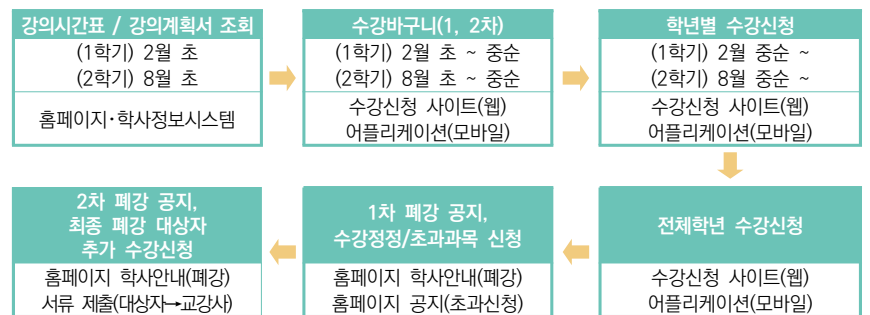 강의시간표 / 강의계획서 조회
(1학기) 2월 초
(2학기) 8월 초
홈페이지·학사정보시스템
수강바구니(1, 2차)
(1학기) 2월 초 ~ 중순
(2학기) 8월 초 ~ 중순
수강신청 사이트(웹)
어플리케이션(모바일)
학년별 수강신청
(1학기) 2월 중순 ~
(2학기) 8월 중순 ~
수강신청 사이트(웹)
어플리케이션(모바일)
전체학년 수강신청
수강신청 사이트(웹)
어플리케이션(모바일)
1차 폐강 공지,
수강정정/초과과목 신청
홈페이지 학사안내(폐강)
홈페이지 공지(초과신청)
2차 폐강 공지,
최종 폐강 대상자
추가 수강신청
홈페이지 학사안내(폐강)
서류 제출(대상자→교강사)